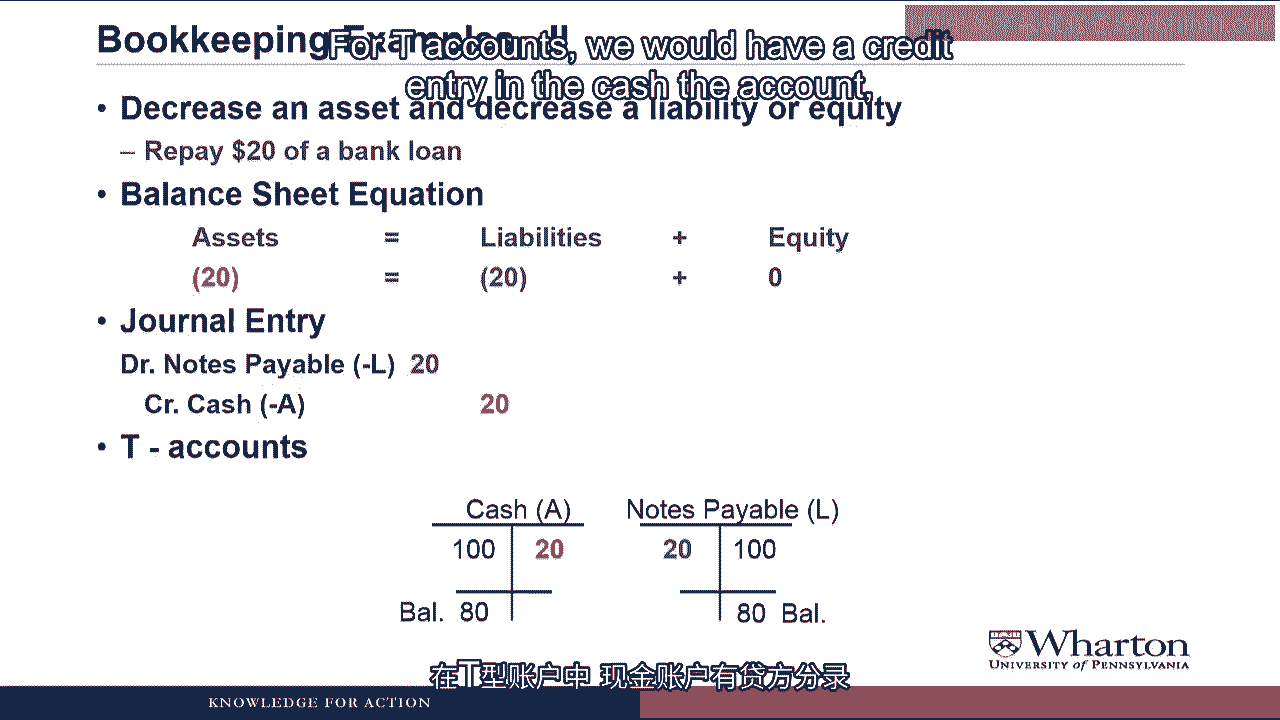 Bookkeeping Examples - II
For T accounts, we would have a credit
entry in the cash the account,
• Decrease an asset and decrease a liability or equity
– Repay $20 of a bank loan
• Balance Sheet Equation
Assets = Liabilities + Equity
(20) = (20) + 0
• Journal Entry
Dr. Notes Payable (-L) 20
Cr. Cash (-A) 20
• T - accounts
Cash (A) Notes Payable (L)
100 20 20 100
Bal. 80 80 Bal.
Wharton
UNIVERSITY of PENNSYLVANIA
在T型账户中 现金账户有贷方分录
KNOWLEDGE FOR ACTION